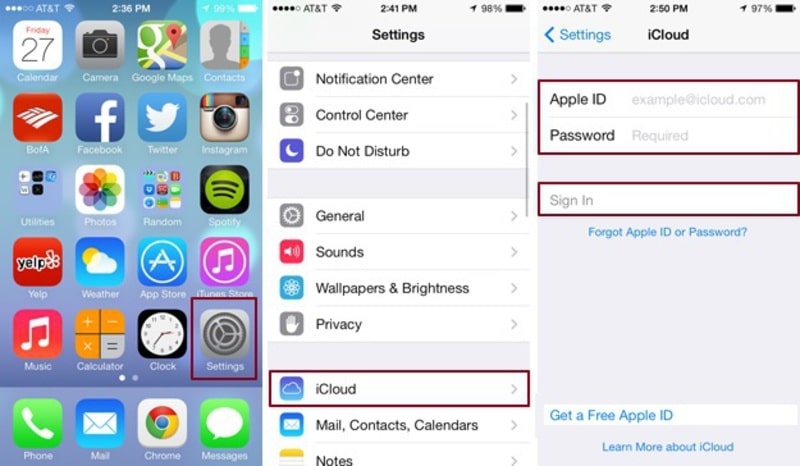 AT&T 2:36 PM 99%
Friday
27
Calendar Camera Google Maps Contacts
BofA Facebook Twitter Instagram
Utilities Photos Random Spotify
yelp
Yelp Weather App Store iTunes Store
Music Calculator Clock Settings
Phone Mail Chrome Messages
AT&T 2:41 PM 98%
Settings
Notification Center
Control Center
Do Not Disturb
General
Sounds
Wallpapers & Brightness
Privacy
iCloud
Mail, Contacts, Calendars
Notes
AT&T 2:50 PM 97%
Settings iCloud
Apple ID example@icloud.com
Password Required
Sign In
Forgot Apple ID or Password?
Get a Free Apple ID
Learn More about iCloud